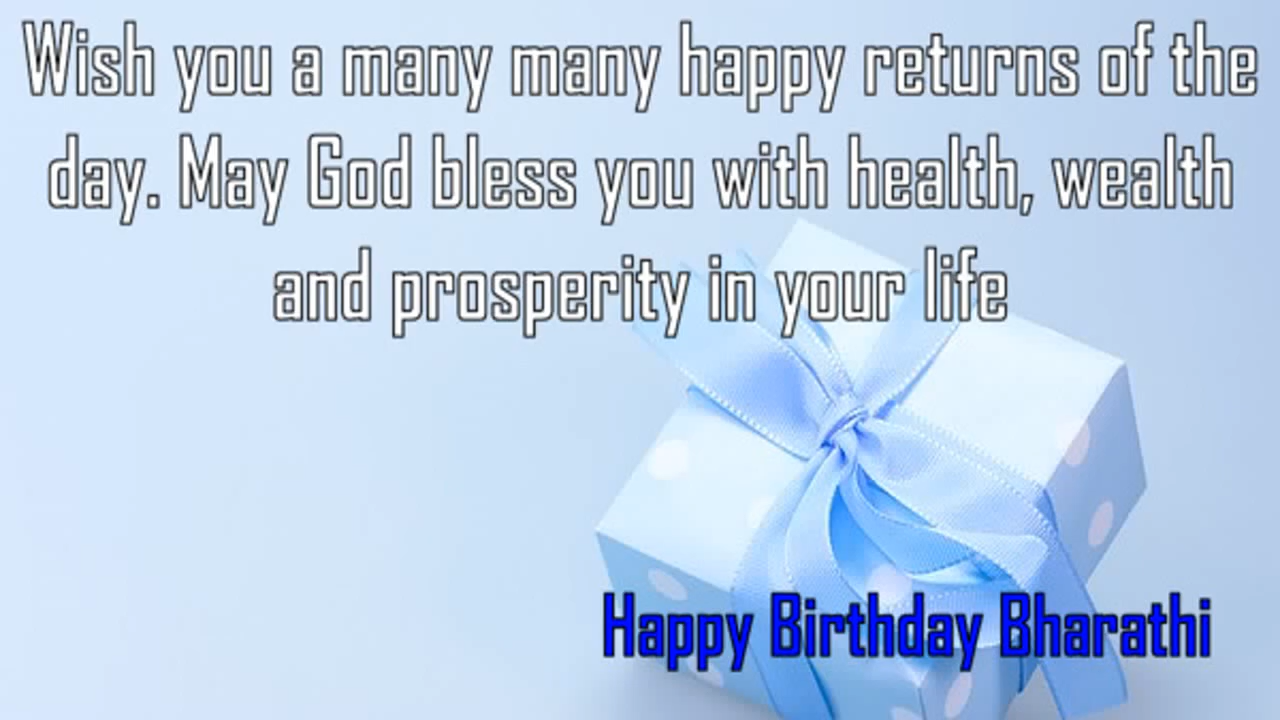 Wish you a many many happy returns of the
day. May God bless you with health, wealth
and prosperity in your life
Happy Birthday Bharathi